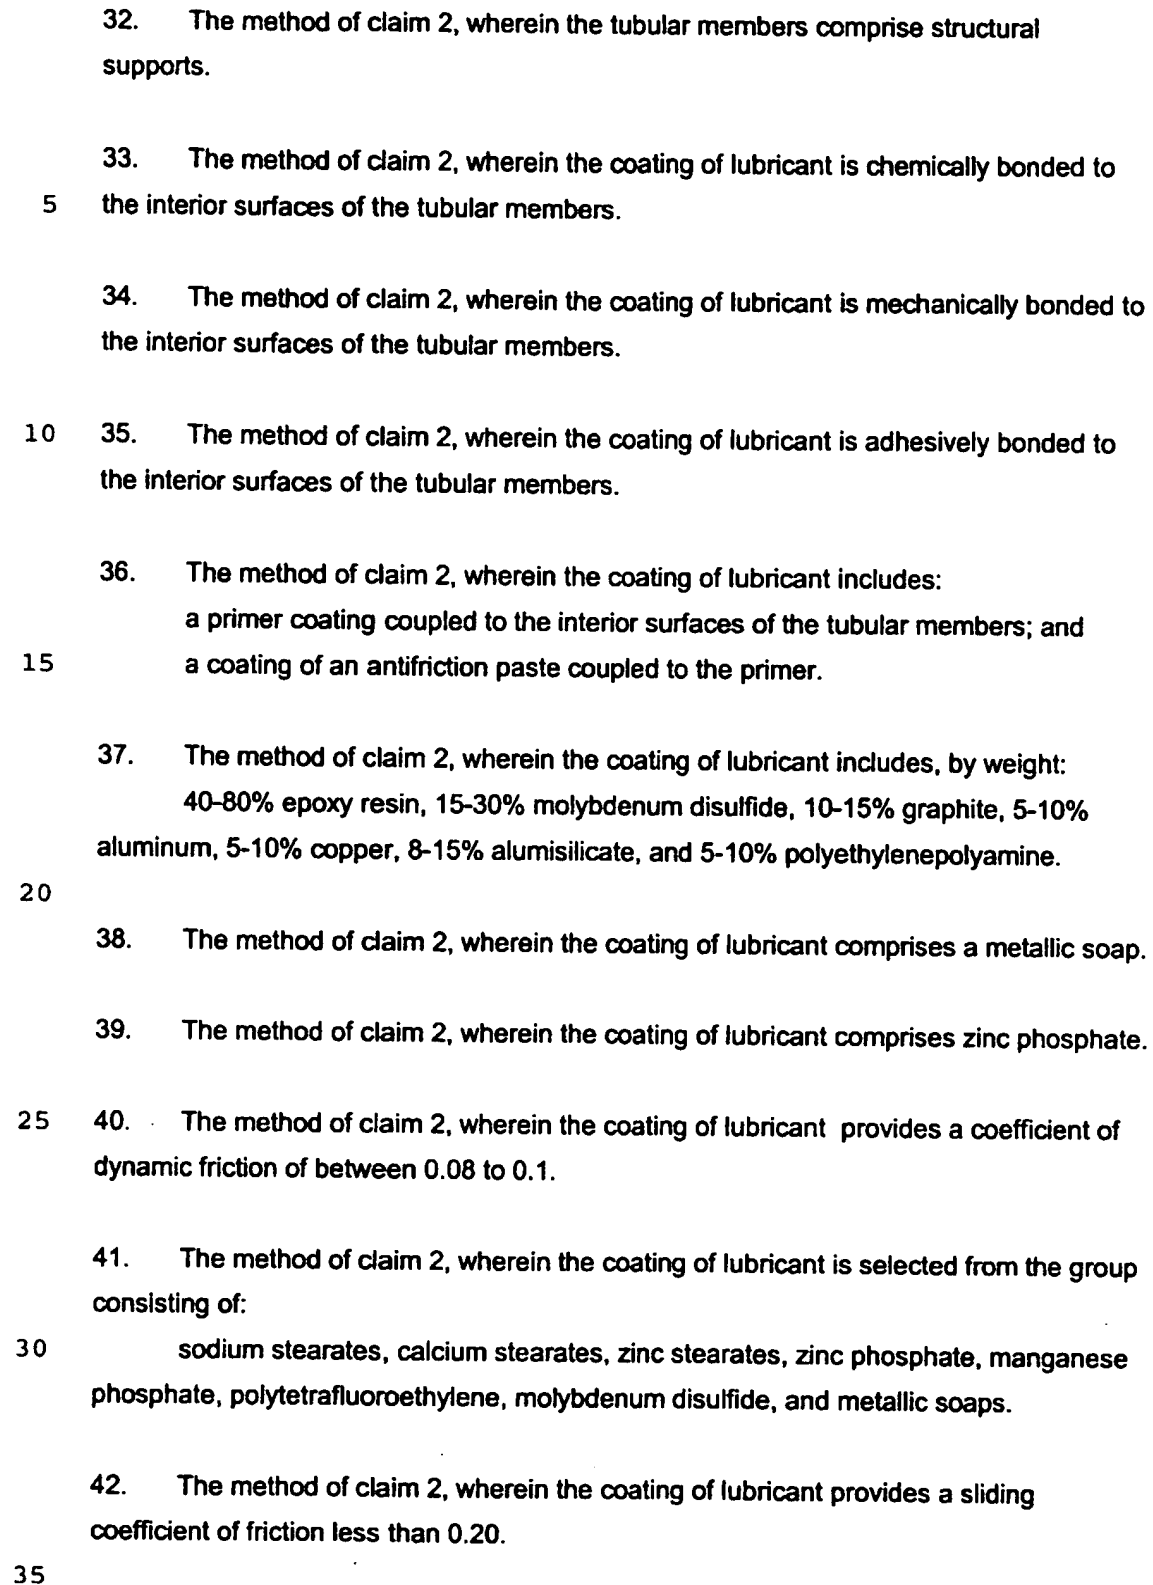 32. The method of claim 2, wherein the tubular members comprise structural
supports.
33. The method of claim 2, wherein the coating of lubricant is chemically bonded to
5 the interior surfaces of the tubular members.
34. The method of claim 2, wherein the coating of lubricant is mechanically bonded to
the interior surfaces of the tubular members.
10 35. The method of claim 2, wherein the coating of lubricant is adhesively bonded to
the interior surfaces of the tubular members.
36. The method of claim 2, wherein the coating of lubricant includes:
a primer coating coupled to the interior surfaces of the tubular members; and
15 a coating of an antifriction paste coupled to the primer.
37. The method of claim 2, wherein the coating of lubricant includes, by weight:
40-80% epoxy resin, 15-30% molybdenum disulfide, 10-15% graphite, 5-10%
aluminum, 5-10% copper, 8-15% alumisilicate, and 5-10% polyethylenepolyamine.
20
38. The method of claim 2, wherein the coating of lubricant comprises a metallic soap.
39. The method of claim 2, wherein the coating of lubricant comprises zinc phosphate.
25 40. The method of claim 2, wherein the coating of lubricant provides a coefficient of
dynamic friction of between 0.08 to 0.1.
41. The method of claim 2, wherein the coating of lubricant is selected from the group
consisting of:
30 sodium stearates, calcium stearates, zinc stearates, zinc phosphate, manganese
phosphate, polytetrafluoroethylene, molybdenum disulfide, and metallic soaps.
42. The method of claim 2, wherein the coating of lubricant provides a sliding
coefficient of friction less than 0.20.
35